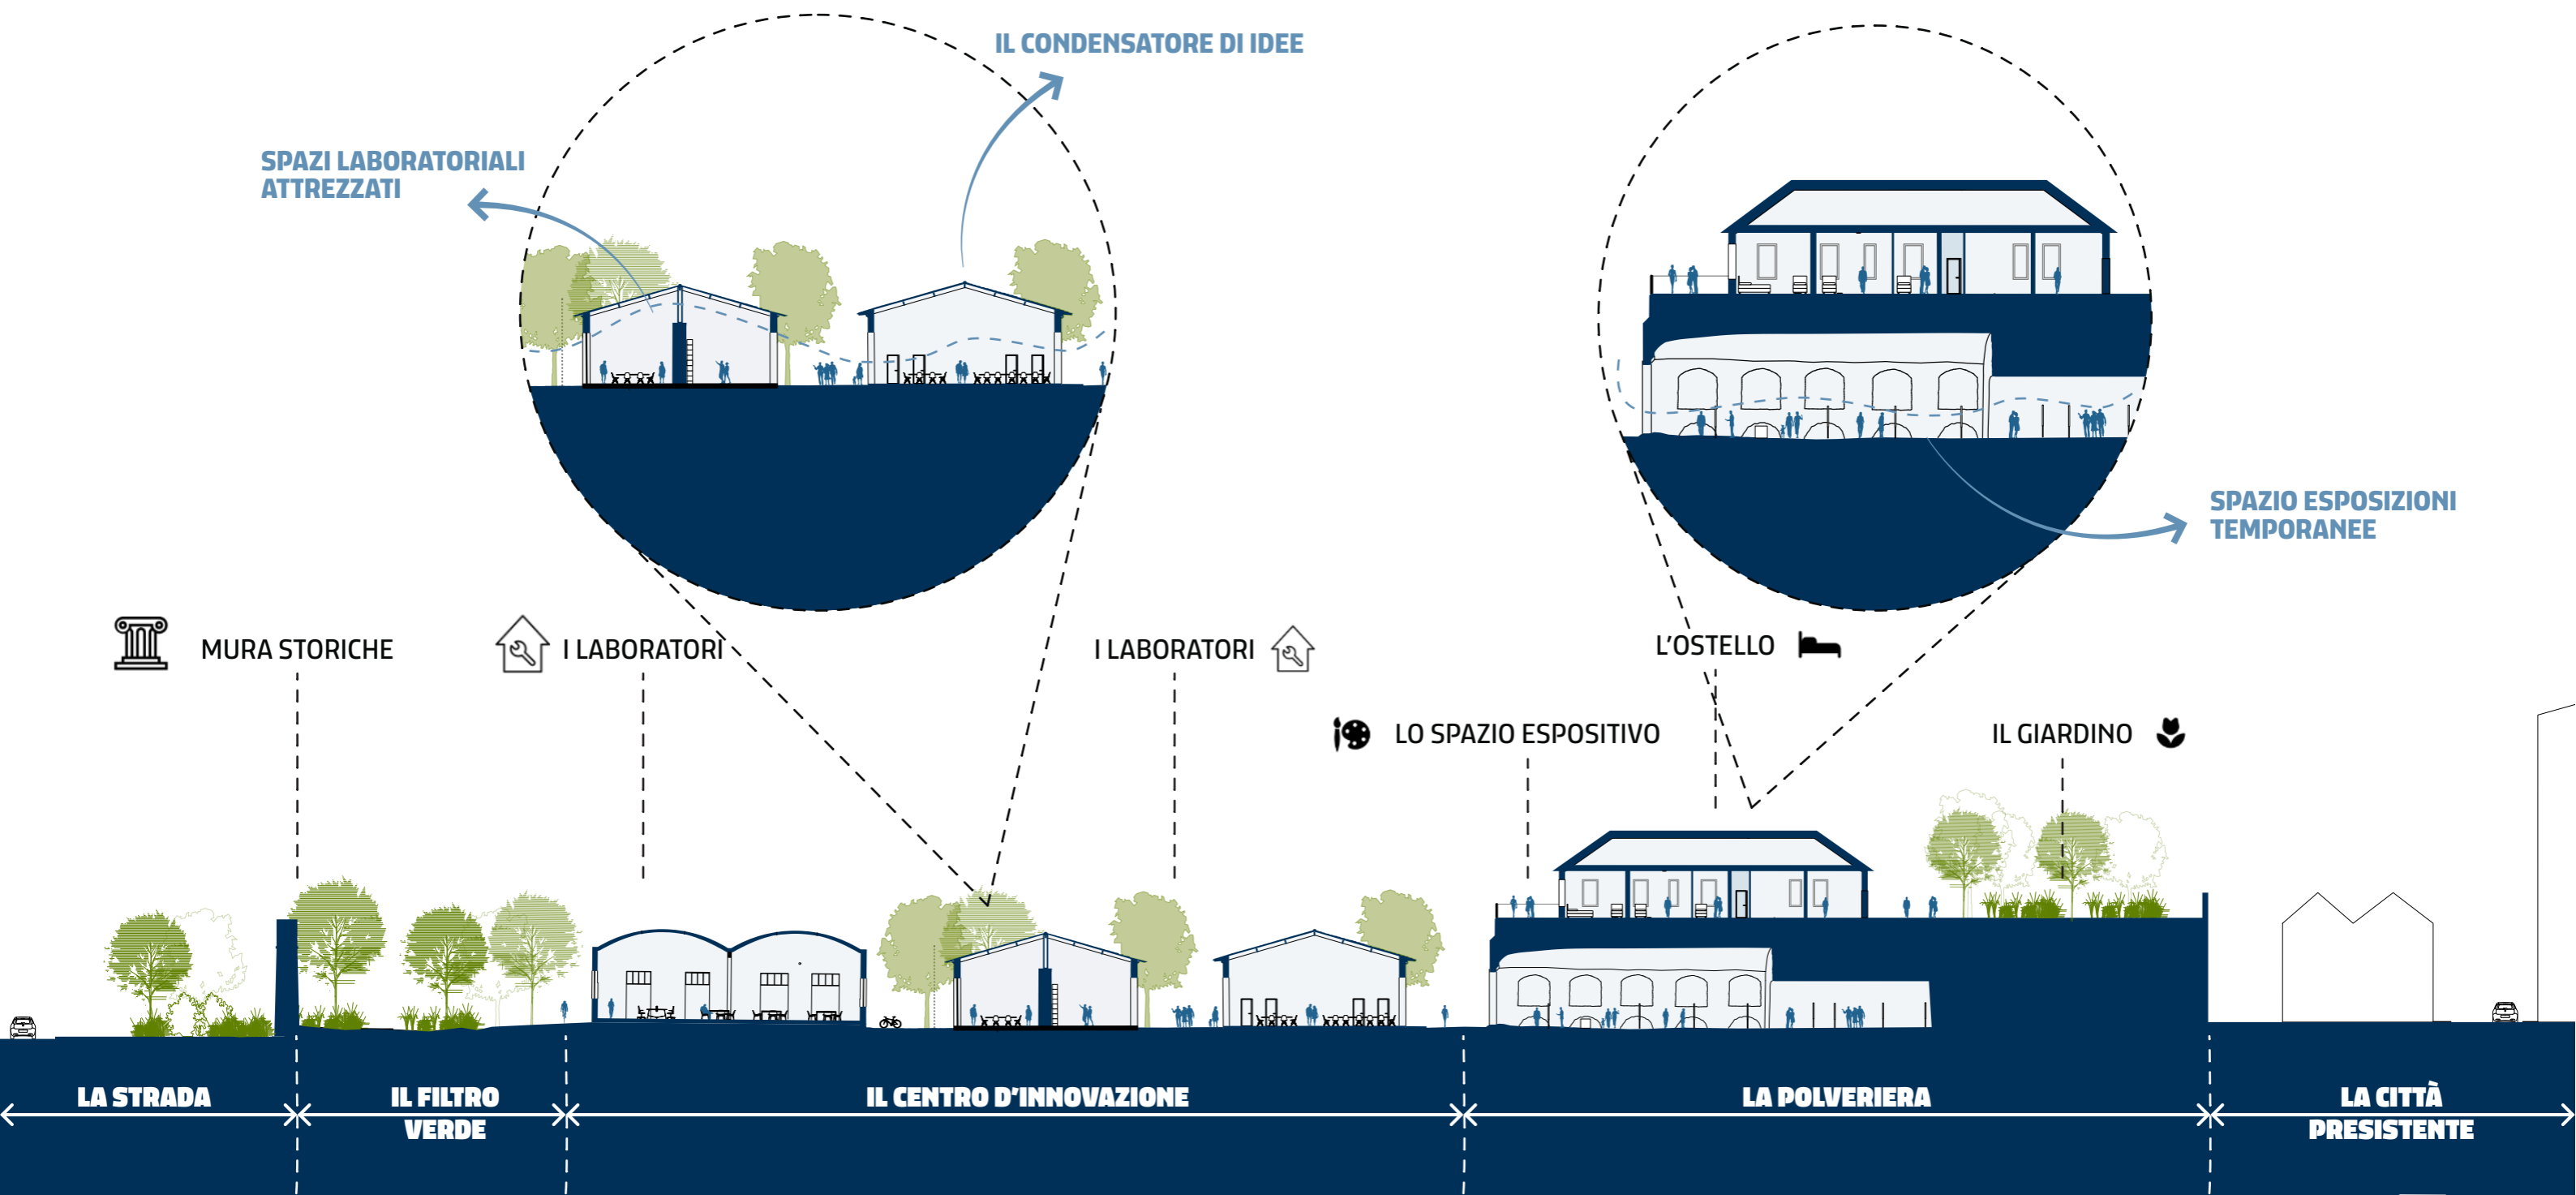 IL CONDENSATORE DI IDEE
SPAZI LABORATORIALI
ATTREZZATI
SPAZIO ESPOSIZIONI
TEMPORANEE
MURA STORICHE
I LABORATORI
I LABORATORI
L'OSTELLO
LO SPAZIO ESPOSITIVO
IL GIARDINO
LA STRADA
IL FILTRO
VERDE
IL CENTRO D'INNOVAZIONE
LA POLVERIERA
LA CITTÀ
PRESISTENTE